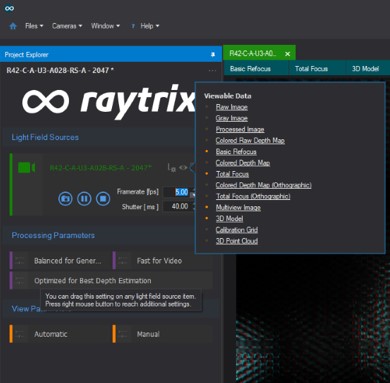 Files
Cameras
Window
Help
Project Explorer
R42-C-A-U3-A028-RS-A - 2047 *
R42-C-A-U3-A0...
Basic Refocus
Total Focus
3D Model
raytrix
Light Field Sources
R42-C-A-U3-A028-RS-A - 2047*
Framerate [fps]
5.00
Shutter [ms]
40.00
Processing Parameters
Balanced for Gener...
Fast for Video
Optimized for Best Depth Estimation
You can drag this setting on any light field source item.
Press right mouse button to reach additional settings.
View Pa...
Automatic
Manual
Viewable Data
Raw Image
Gray Image
Processed Image
Colored Raw Depth Map
Basic Refocus
Colored Depth Map
Total Focus
Colored Depth Map (Orthographic)
Total Focus (Orthographic)
Multiview Image
3D Model
Calibration Grid
3D Point Cloud